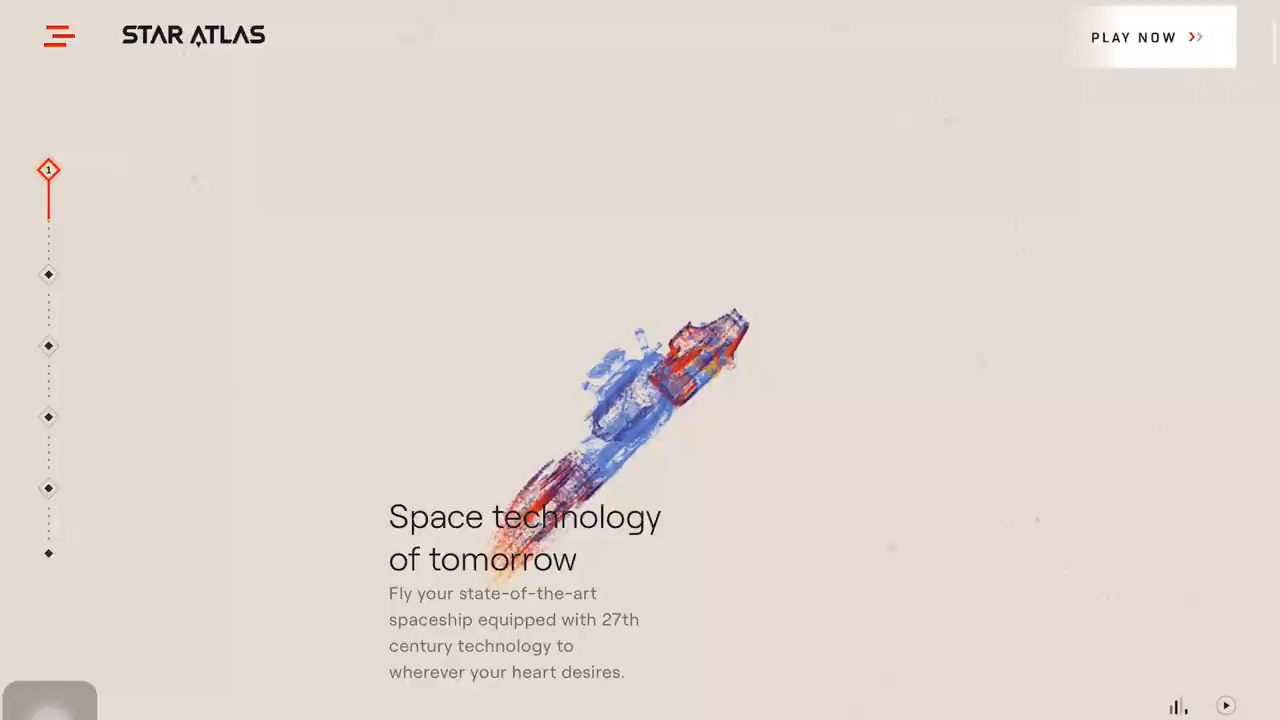 STAR ATLAS
PLAY NOW
1
Space technology
of tomorrow
Fly your state-of-the-art
spaceship equipped with 27th
century technology to
wherever your heart desires.